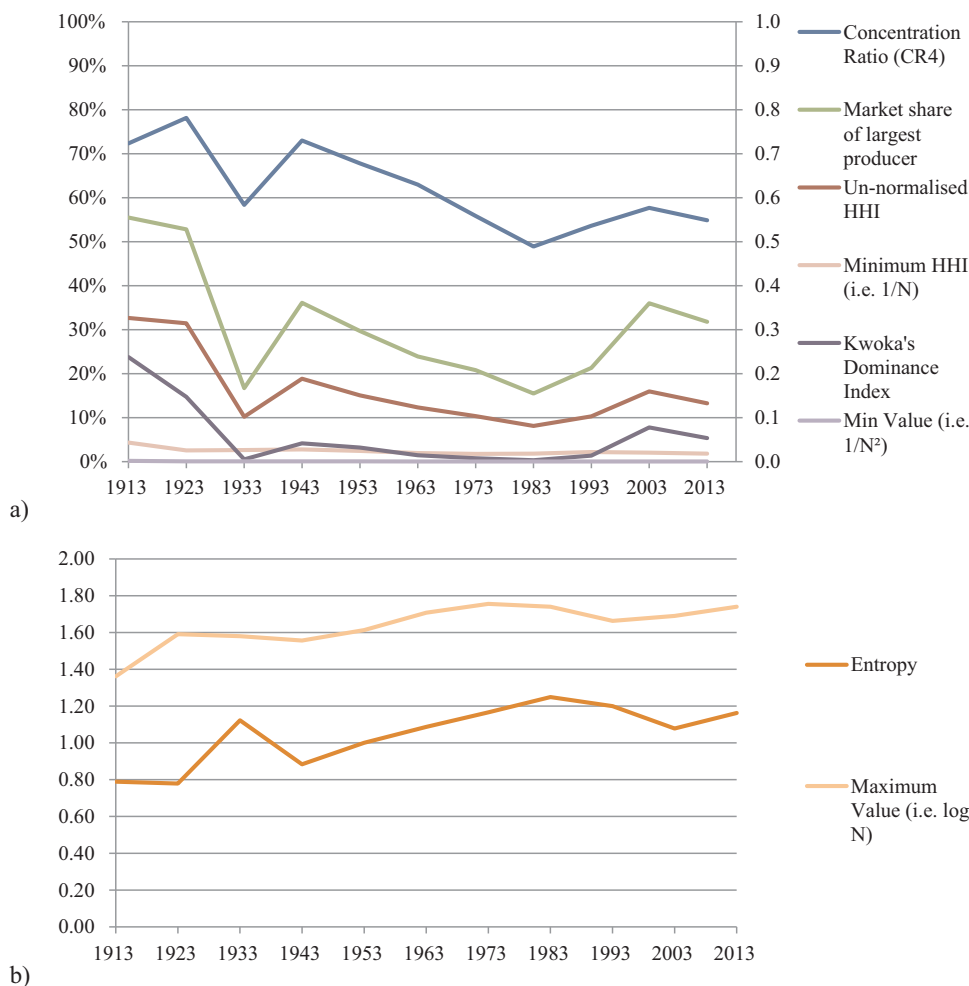 100%
90%
80%
70%
60%
50%
40%
30%
20%
10%
0%
1.0
0.9
0.8
0.7
0.6
0.5
0.4
0.3
0.2
0.1
0.0
1913 1923 1933 1943 1953 1963 1973 1983 1993 2003 2013
Concentration
Ratio (CR4)
Market share
of largest
producer
Un-normalised
HHI
Minimum HHI
(i.e. 1/N)
Kwoka's
Dominance
Index
Min Value (i.e.
1/N²)
a)
2.00
1.80
1.60
1.40
1.20
1.00
0.80
0.60
0.40
0.20
0.00
1913 1923 1933 1943 1953 1963 1973 1983 1993 2003 2013
Entropy
Maximum
Value (i.e. log
N)
b)